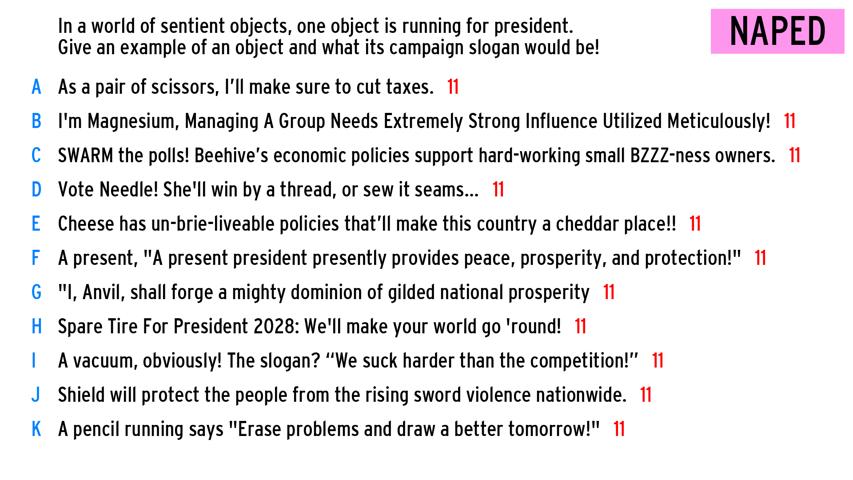 In a world of sentient objects, one object is running for president.
Give an example of an object and what its campaign slogan would be!
NAPED
A As a pair of scissors, I'll make sure to cut taxes. 11
B I'm Magnesium, Managing A Group Needs Extremely Strong Influence Utilized Meticulously! 11
C SWARM the polls! Beehive's economic policies support hard-working small BZZZ-ness owners. 11
D Vote Needle! She'll win by a thread, or sew it seams... 11
E Cheese has un-brie-liveable policies that'll make this country a cheddar place!! 11
F A present, "A present president presently provides peace, prosperity, and protection!" 11
G "I, Anvil, shall forge a mighty dominion of gilded national prosperity 11
H Spare Tire For President 2028: We'll make your world go 'round! 11
I A vacuum, obviously! The slogan? “We suck harder than the competition!” 11
J Shield will protect the people from the rising sword violence nationwide. 11
K A pencil running says "Erase problems and draw a better tomorrow!" 11